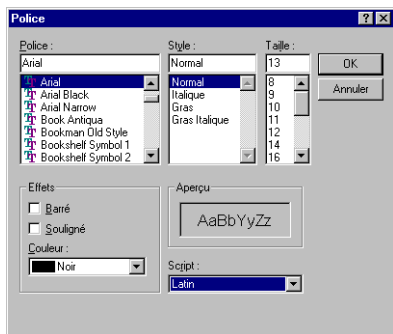 Police
Police : Style : Taille :
Arial Normal 13 OK
Arial Normal 8 Annuler
Arial Black Italique 9
Arial Narrow Gras 10
Book Antiqua Gras Italique 11
Bookman Old Style 12
Bookshelf Symbol 1 14
Bookshelf Symbol 2 16
Effets Aperçu
Barré
Souligné AaBbYyZz
Couleur :
Noir Script :
Latin